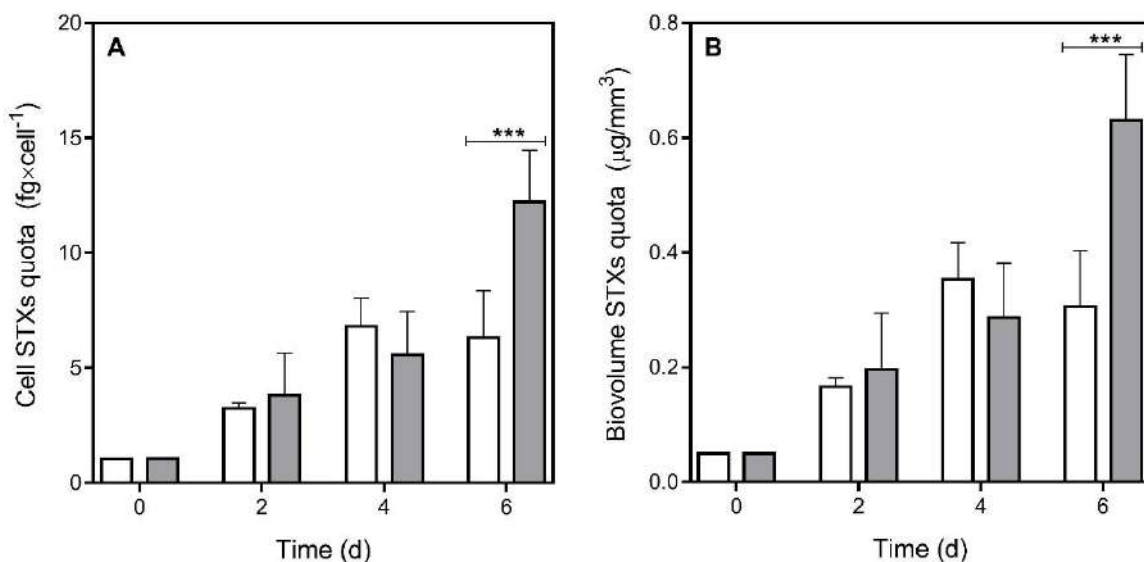 A
Cell STXs quota (fg×cell⁻¹)
20
15
10
5
0
***
0 2 4 6
Time (d)
B
Biovolume STXs quota (µg/mm³)
0.8
0.6
0.4
0.2
0.0
***
0 2 4 6
Time (d)